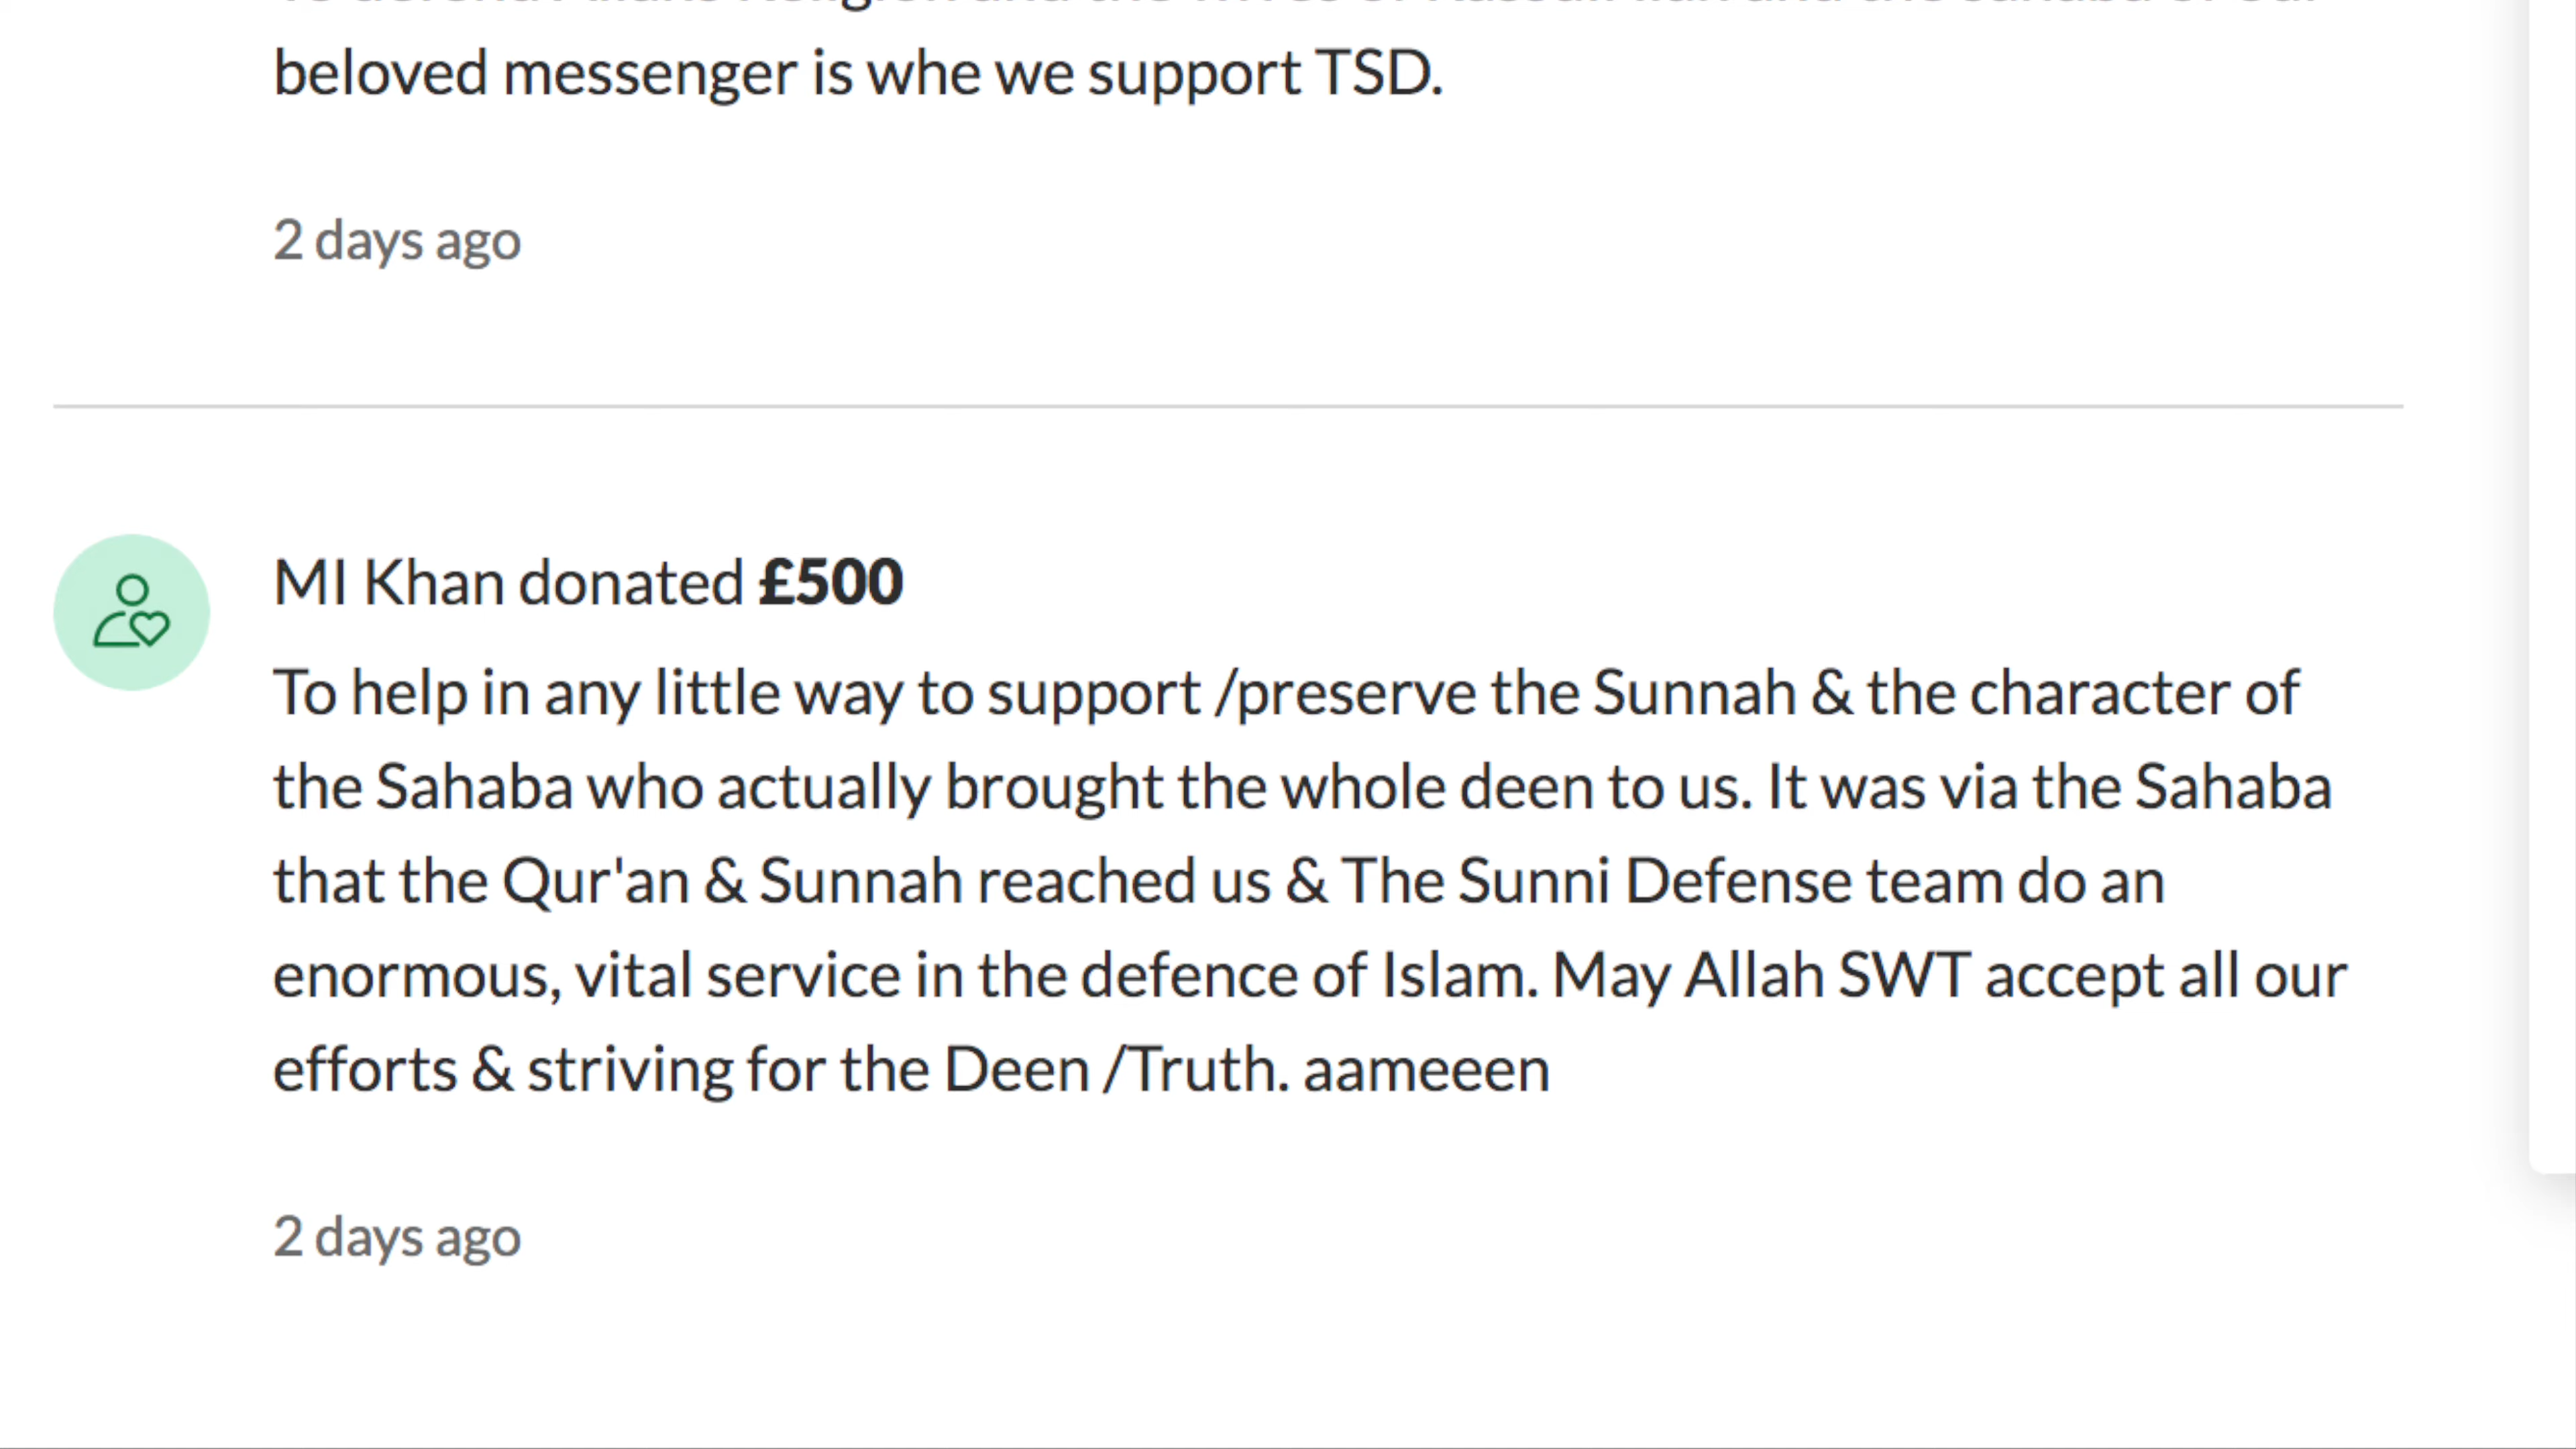 beloved messenger is whe we support TSD.
2 days ago
MI Khan donated £500
To help in any little way to support /preserve the Sunnah & the character of
the Sahaba who actually brought the whole deen to us. It was via the Sahaba
that the Qur'an & Sunnah reached us & The Sunni Defense team do an
enormous, vital service in the defence of Islam. May Allah SWT accept all our
efforts & striving for the Deen /Truth. aameeen
2 days ago